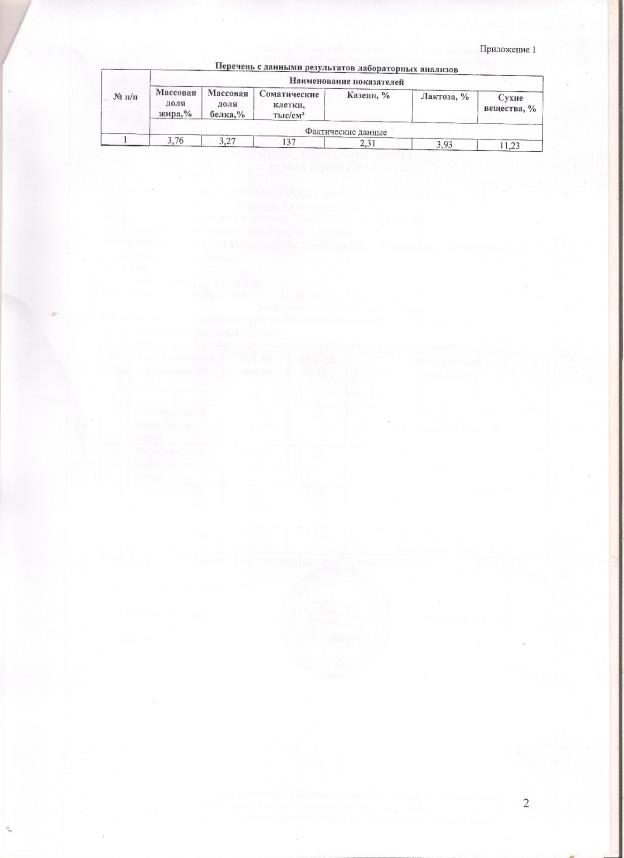 Приложение 1
Перечень с данными результатов лабораторных анализов
№ п/п
Наименование показателей
Массовая доля жира,%
Массовая доля белка,%
Соматические клетки, тыс/см³
Казеин, %
Лактоза, %
Сухие вещества, %
Фактические данные
1 3,76 3,27 137 2,31 3,93 11,23
2